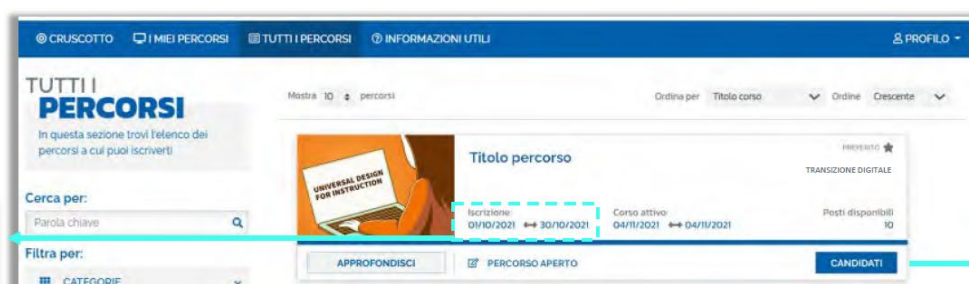 CRUSCOTTO I MIEI PERCORSI TUTTI I PERCORSI INFORMAZIONI UTILI PROFILO
TUTTI I
PERCORSI
In questa sezione trovi l'elenco dei
percorsi a cui puoi iscriverti
Cerca per:
Parola chiave
Filtra per:
CATEGORIE
Mostra 10 percorsi
Ordina per Titolo corso Ordine Crescente
UNIVERSAL DESIGN
FOR INSTRUCTION
Titolo percorso
PREFERITO
TRANSIZIONE DIGITALE
Iscrizione:
01/10/2021 30/10/2021
Corso attivo:
04/11/2021 04/11/2021
Posti disponibili
10
APPROFONDISCI
PERCORSO APERTO
CANDIDATI